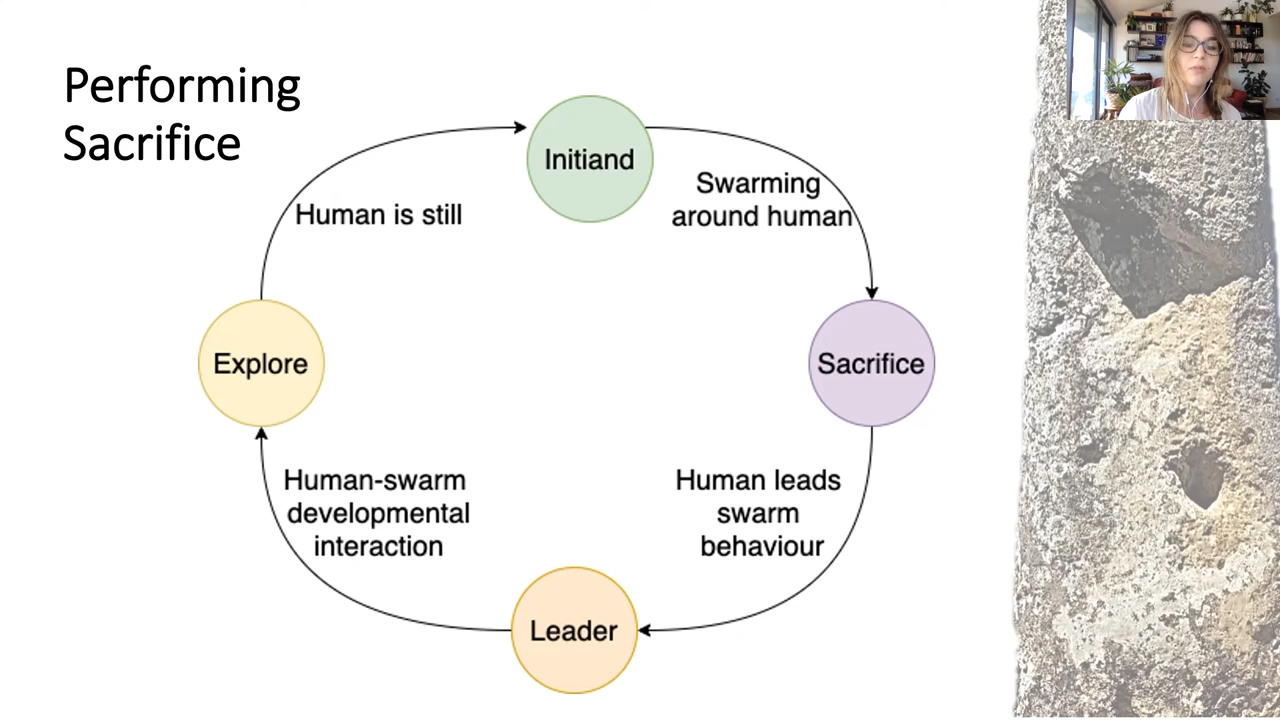 Performing
Sacrifice
Initiand
Swarming
around human
Human is still
Explore
Sacrifice
Human-swarm
developmental
interaction
Human leads
swarm
behaviour
Leader